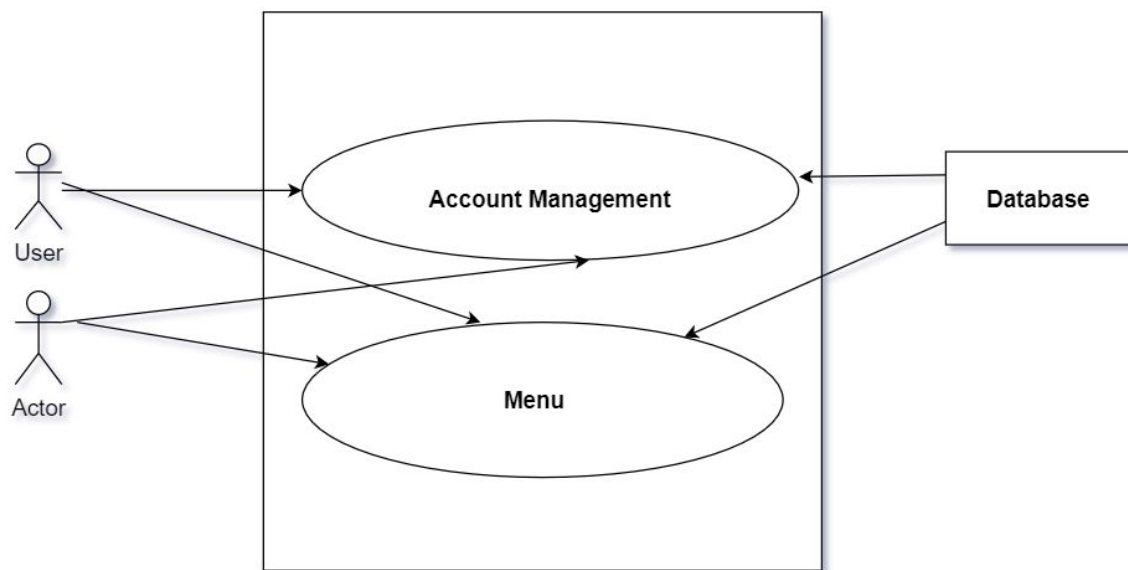 Account Management
Database
User
Menu
Actor